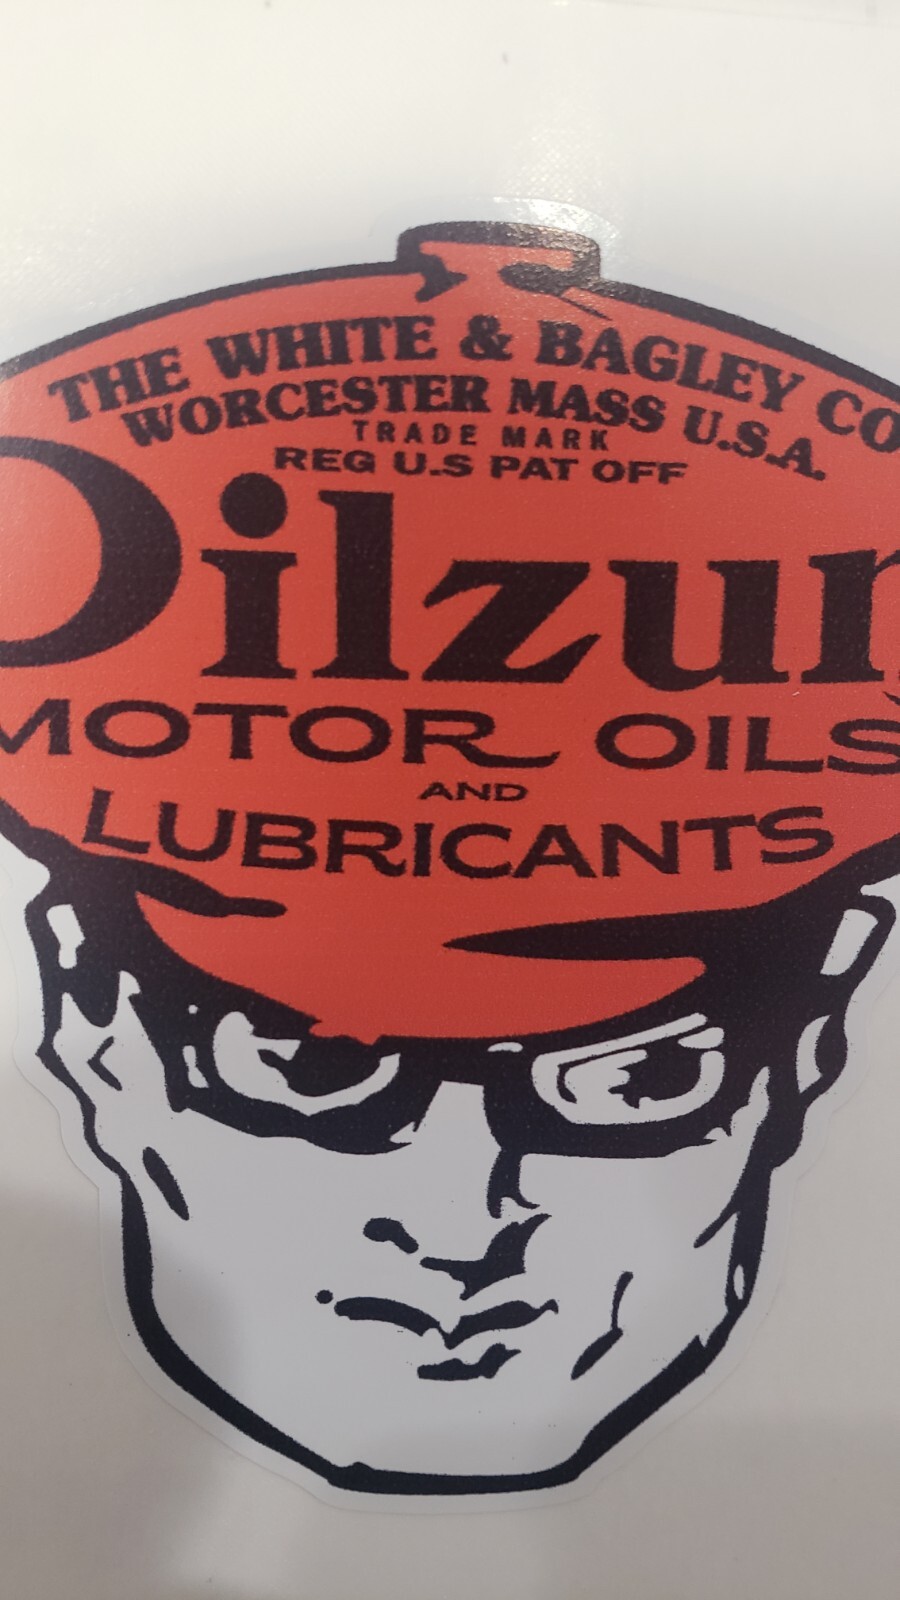 THE WHITE & BAGLEY CO
WORCESTER MASS U.S.A.
TRADE MARK
REG U.S PAT OFF
Oilzum
MOTOR OILS
AND
LUBRICANTS